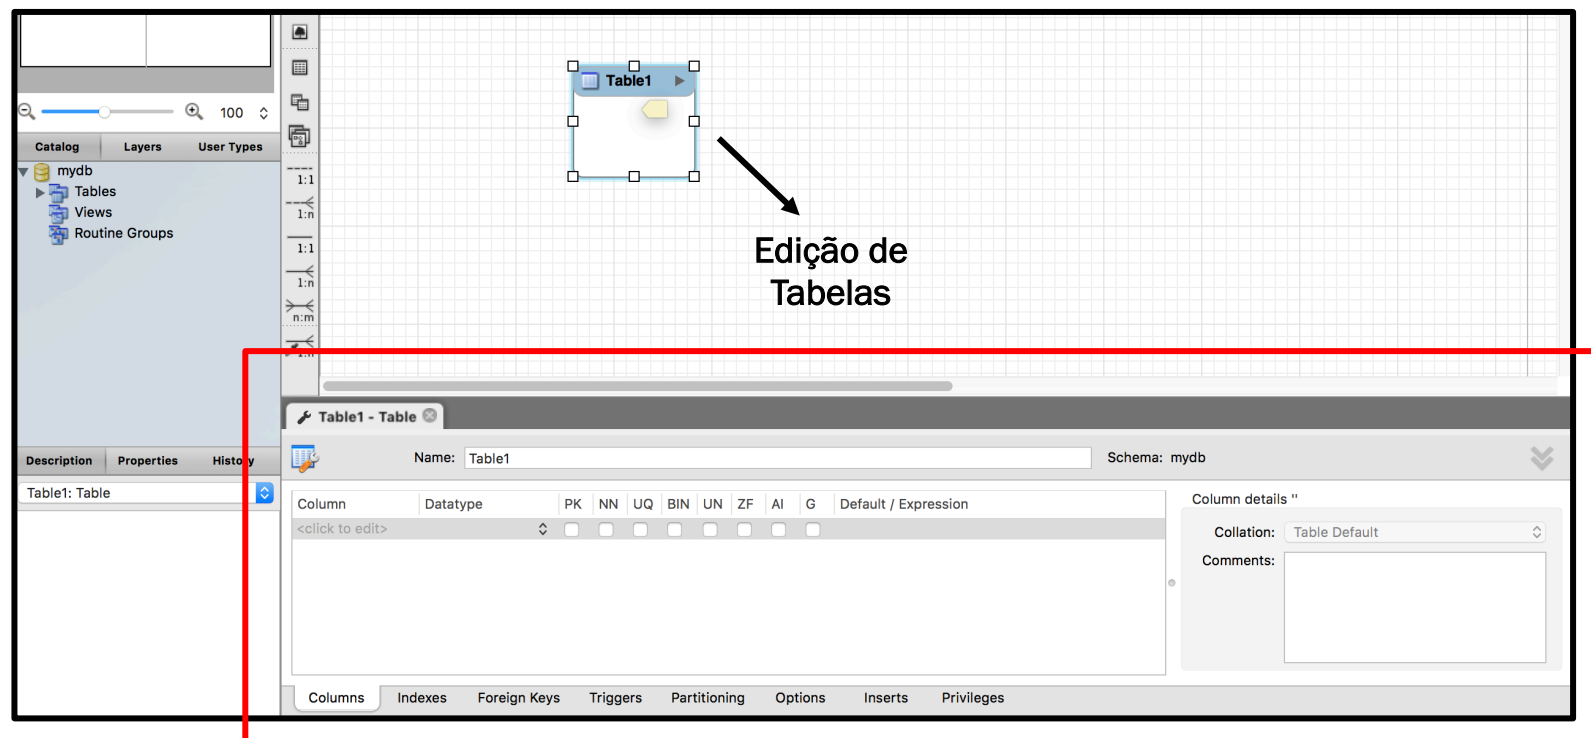 Table1
100
Catalog Layers User Types
mydb
Tables
Views
Routine Groups
1:1
1:n
1:1
1:n
n:m
Edição de
Tabelas
Table1 - Table
Description Properties History
Table1: Table
Name: Table1 Schema: mydb
Column Datatype PK NN UQ BIN UN ZF AI G Default / Expression
<click to edit>
Column details ''
Collation: Table Default
Comments:
Columns Indexes Foreign Keys Triggers Partitioning Options Inserts Privileges